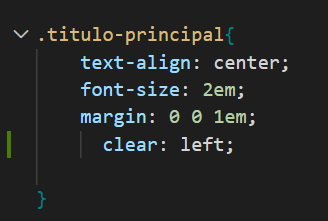 .titulo-principal{
text-align: center;
font-size: 2em;
margin: 0 0 1em;
clear: left;
}